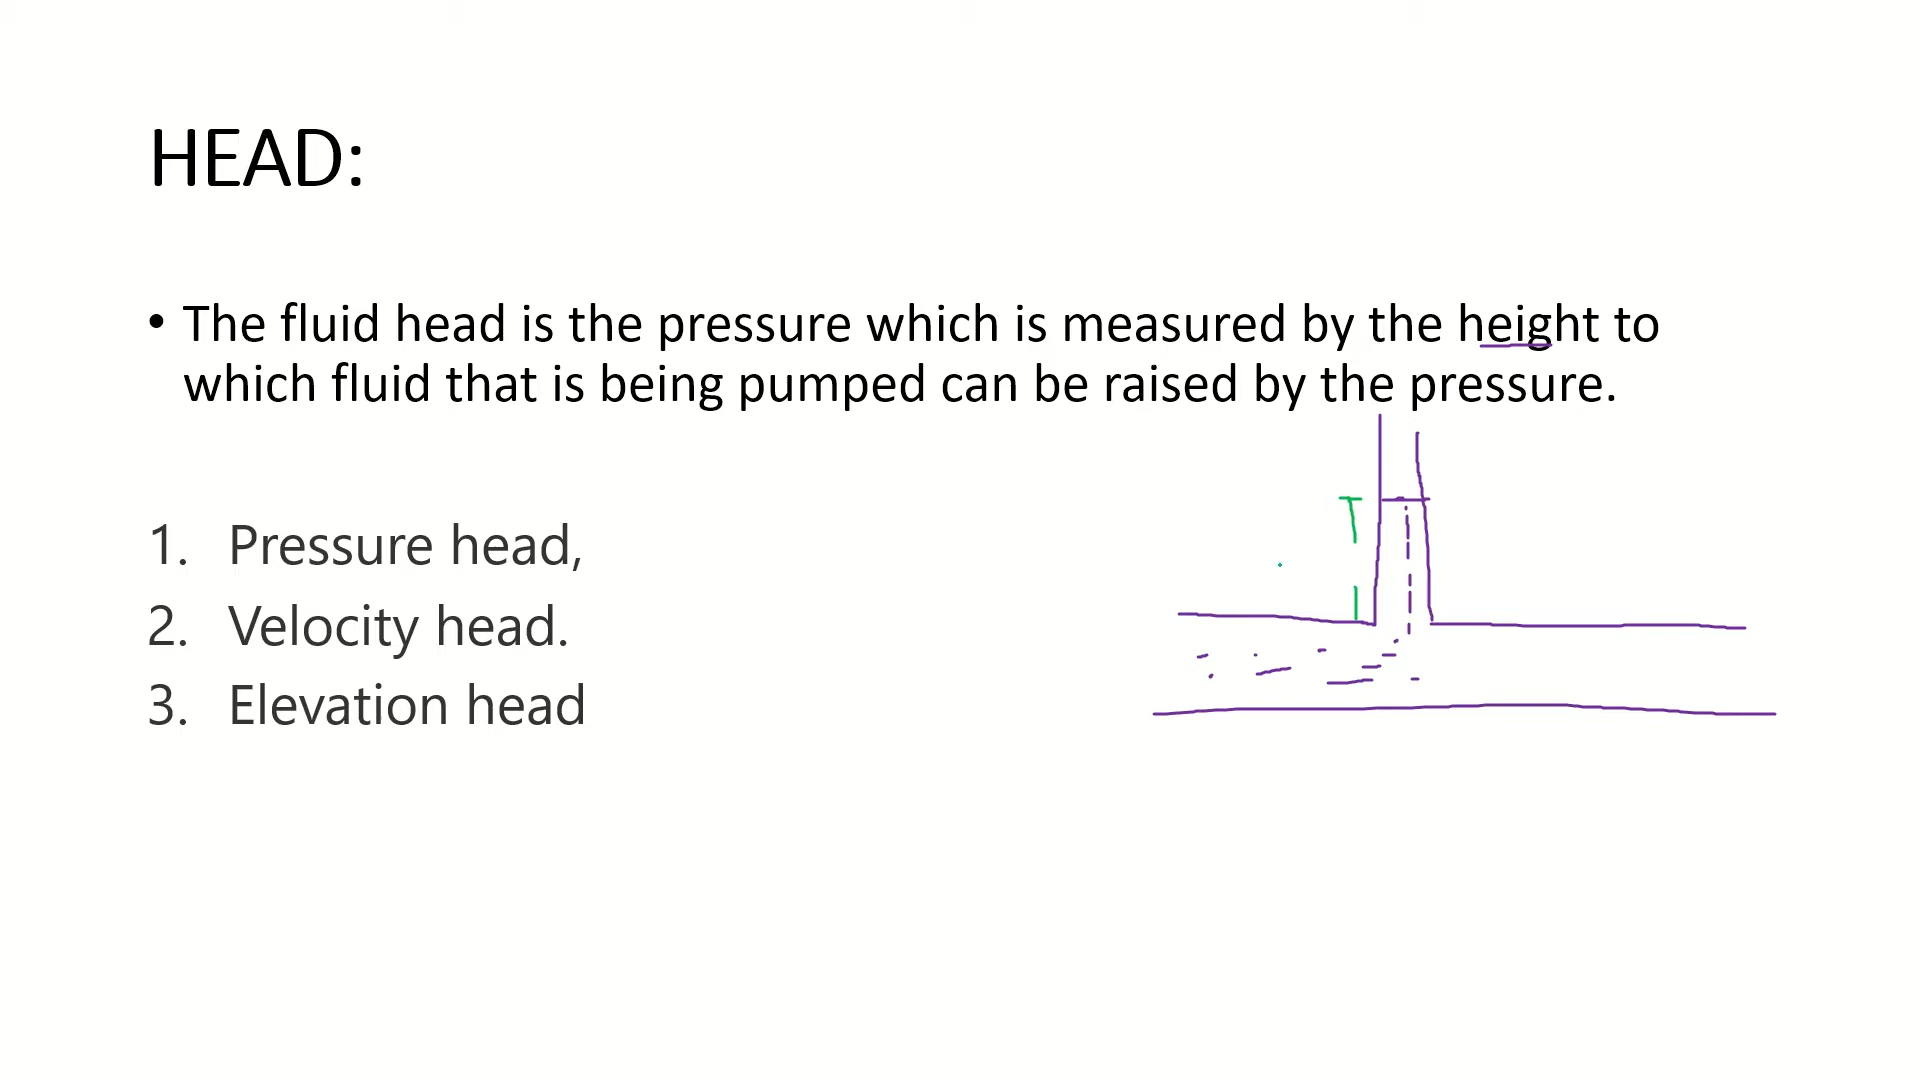 HEAD:
• The fluid head is the pressure which is measured by the height to
which fluid that is being pumped can be raised by the pressure.
1. Pressure head,
2. Velocity head.
3. Elevation head